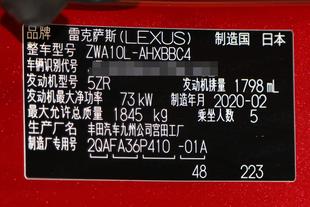 品牌 雷克萨斯(LEXUS) 制造国 日本
整车型号 ZWA10L-AHXBBC4
车辆识别代号
发动机型号 5ZR 发动机排量 1798 mL
发动机最大净功率 73 kW 制造年月 2020-02
最大允许总质量 1845 kg 乘坐人数 5
生产厂名 丰田汽车九州公司宫田工厂
制造厂专用号 2QAFA36P410 -01A
48 223